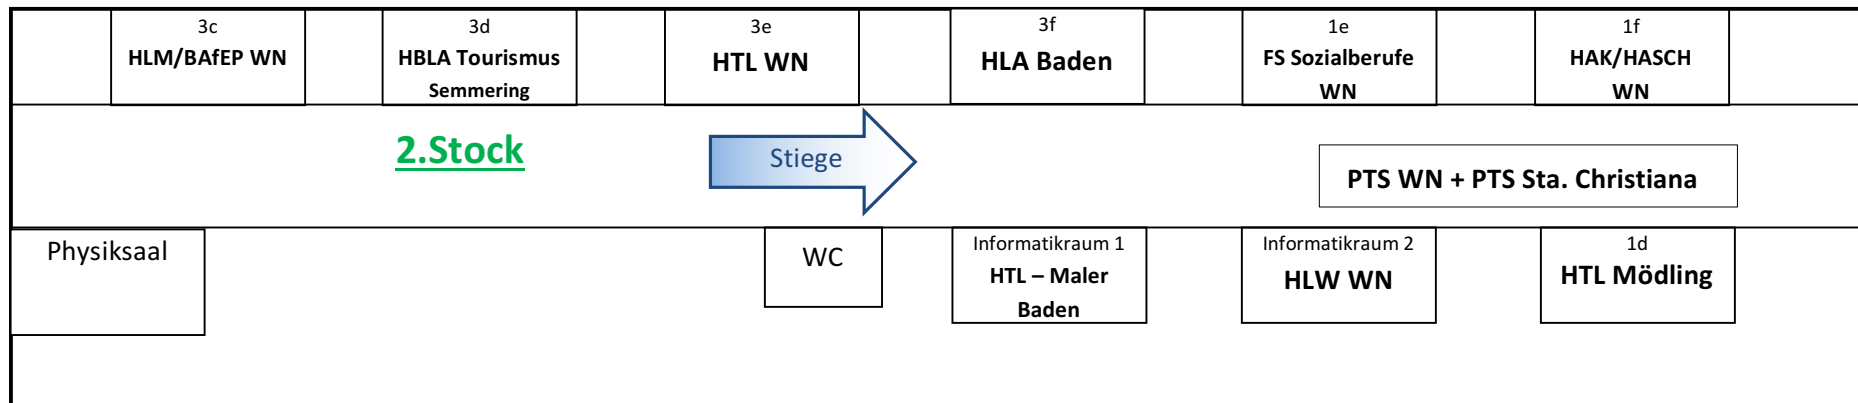 3c
HLM/BAfEP WN
3d
HBLA Tourismus
Semmering
3e
HTL WN
3f
HLA Baden
1e
FS Sozialberufe
WN
1f
HAK/HASCH
WN
2.Stock
Stiege
PTS WN + PTS Sta. Christiana
Physiksaal
WC
Informatikraum 1
HTL – Maler
Baden
Informatikraum 2
HLW WN
1d
HTL Mödling